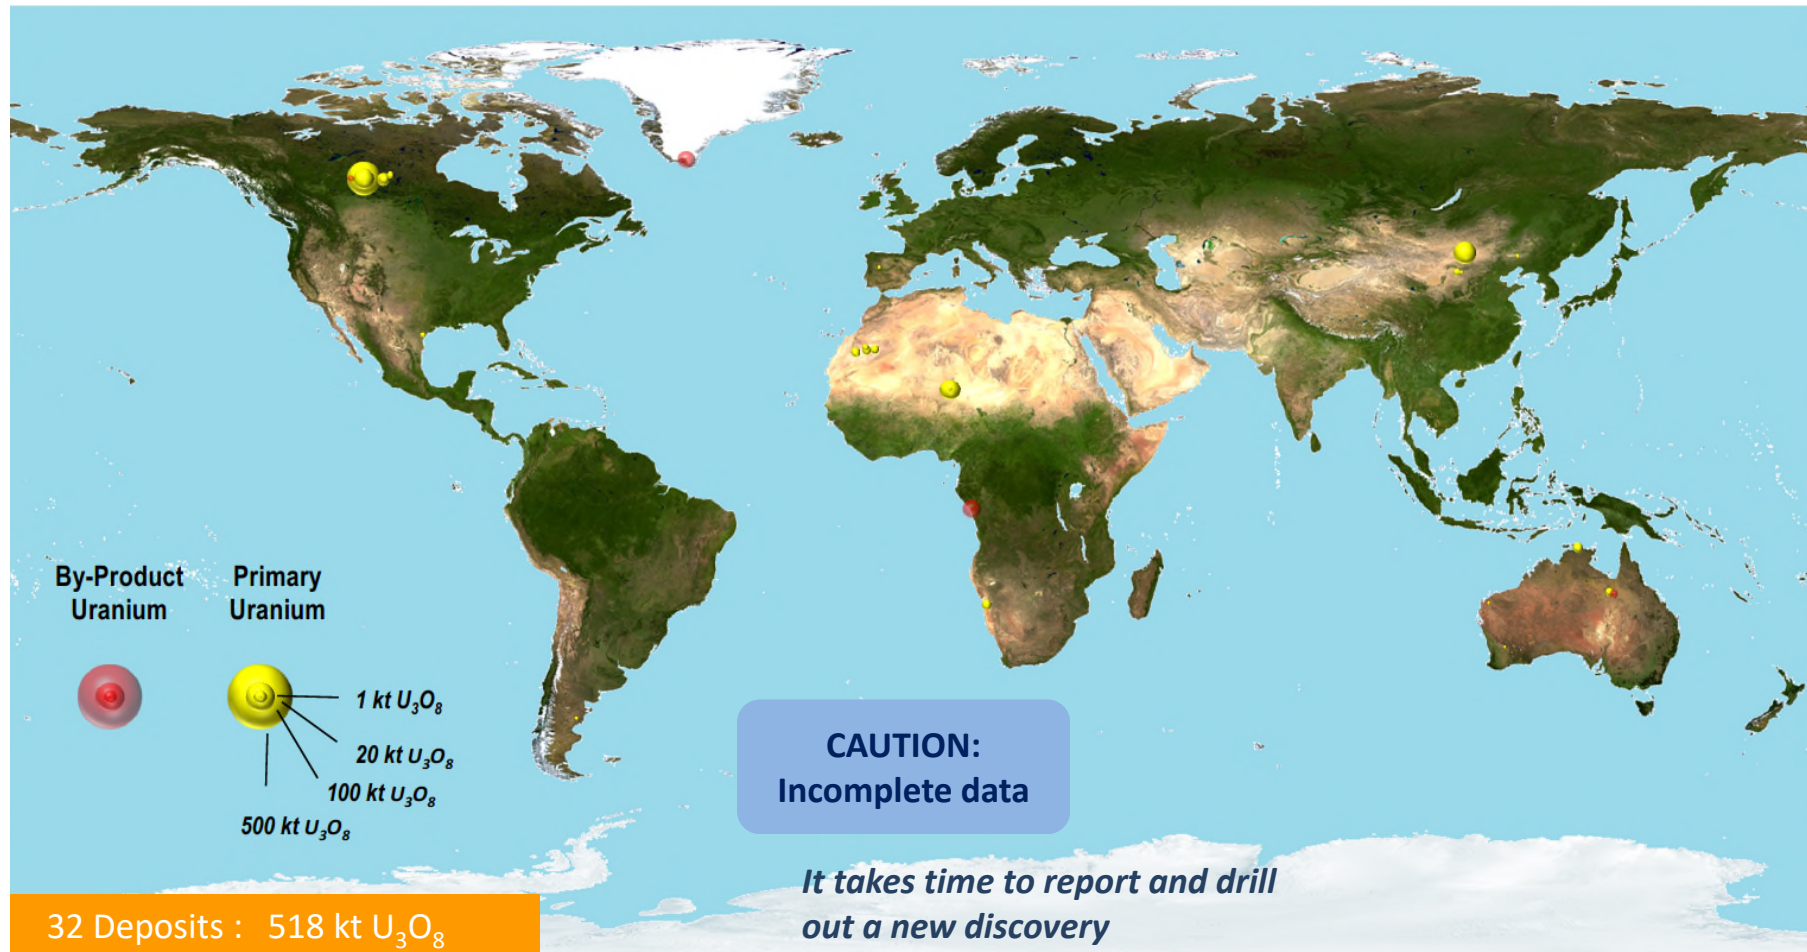 By-Product
Uranium
Primary
Uranium
1 kt U₃O₈
20 kt U₃O₈
100 kt U₃O₈
500 kt U₃O₈
CAUTION:
Incomplete data
It takes time to report and drill
out a new discovery
32 Deposits : 518 kt U₃O₈